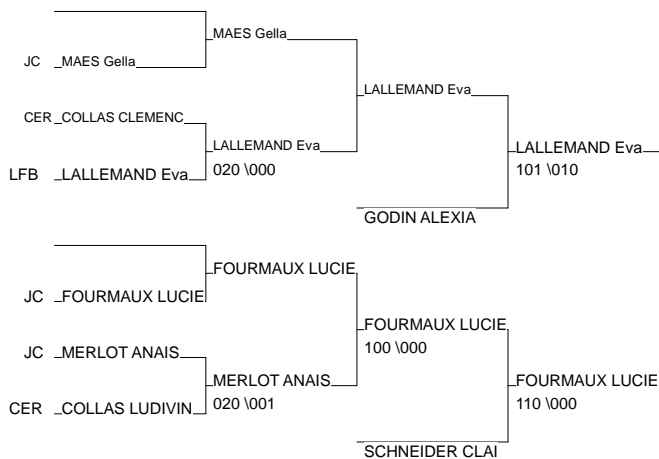 MAES Gella
JC MAES Gella
LALLEMAND Eva
CER COLLAS CLEMENC
LALLEMAND Eva LALLEMAND Eva
020 \000 101 \010
LFB LALLEMAND Eva
GODIN ALEXIA
FOURMAUX LUCIE
JC FOURMAUX LUCIE
FOURMAUX LUCIE
100 \000
JC MERLOT ANAIS
MERLOT ANAIS FOURMAUX LUCIE
020 \001 110 \000
CER COLLAS LUDIVIN
SCHNEIDER CLAI